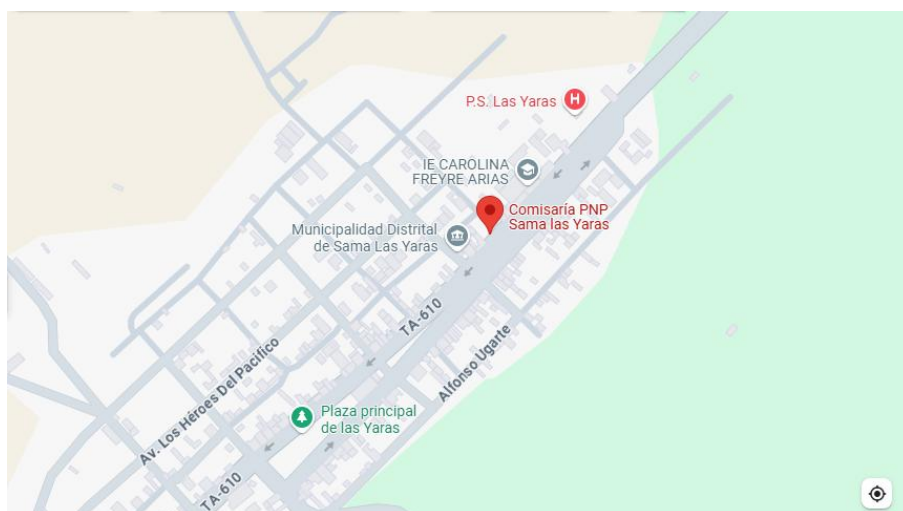 P.S. Las Yaras
H
IE CAROLINA
FREYRE ARIAS
Comisaría PNP
Sama las Yaras
Municipalidad Distrital
de Sama Las Yaras
TA-610
Alfonso Ugarte
Av. Los Héroes Del Pacífico
Plaza principal
de las Yaras
TA-610